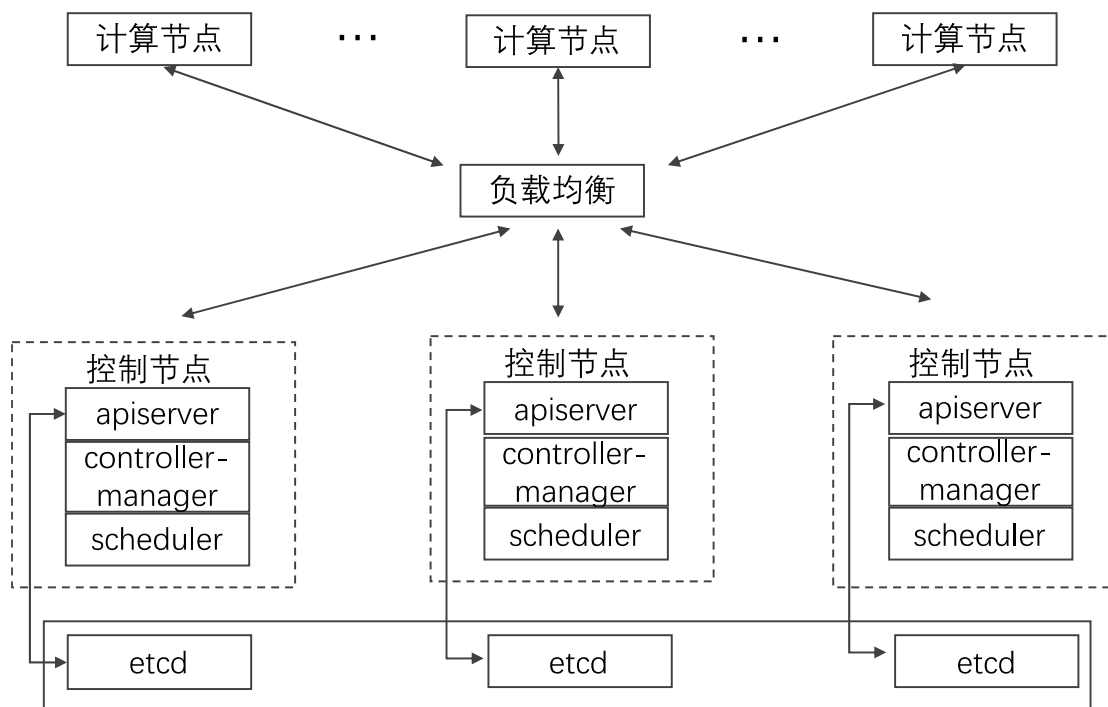 计算节点 … 计算节点 … 计算节点
负载均衡
控制节点
apiserver
controller-
manager
scheduler
控制节点
apiserver
controller-
manager
scheduler
控制节点
apiserver
controller-
manager
scheduler
etcd
etcd
etcd